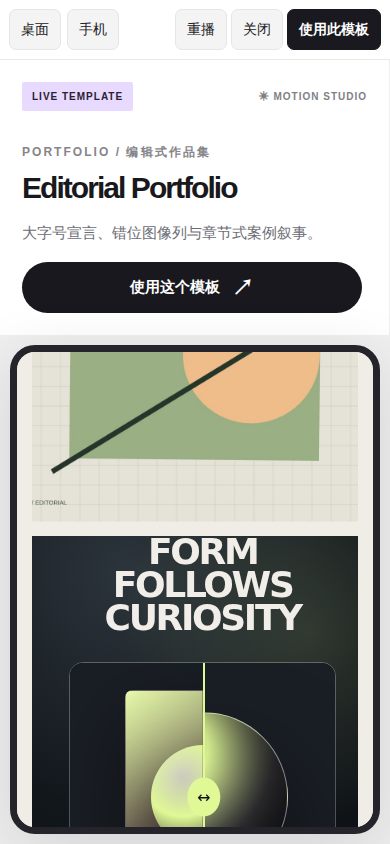 桌面 手机 重播 关闭 使用此模板
LIVE TEMPLATE ☀ MOTION STUDIO
PORTFOLIO / 编辑式作品集
Editorial Portfolio
大字号宣言、错位图像列与章节式案例叙事。
使用这个模板 ↗
/ EDITORIAL
FORM
FOLLOWS
CURIOSITY
↔